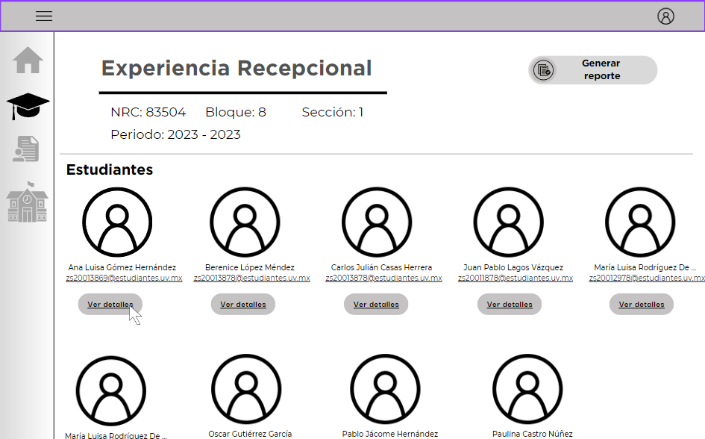 Experiencia Recepcional
Generar
reporte
NRC: 83504 Bloque: 8 Sección: 1
Periodo: 2023 - 2023
Estudiantes
Ana Luisa Gómez Hernández Berenice López Méndez Carlos Julián Casas Herrera Juan Pablo Lagos Vázquez María Luisa Rodríguez De ...
zs20013869@estudiantes.uv.mx zs20013878@estudiantes.uv.mx zs20013878@estudiantes.uv.mx zs20011878@estudiantes.uv.mx zs20012978@estudiantes.uv.mx
Ver detalles Ver detalles Ver detalles Ver detalles Ver detalles
María Luisa Rodríguez De ... Oscar Gutiérrez García Pablo Jácome Hernández Paulina Castro Núñez